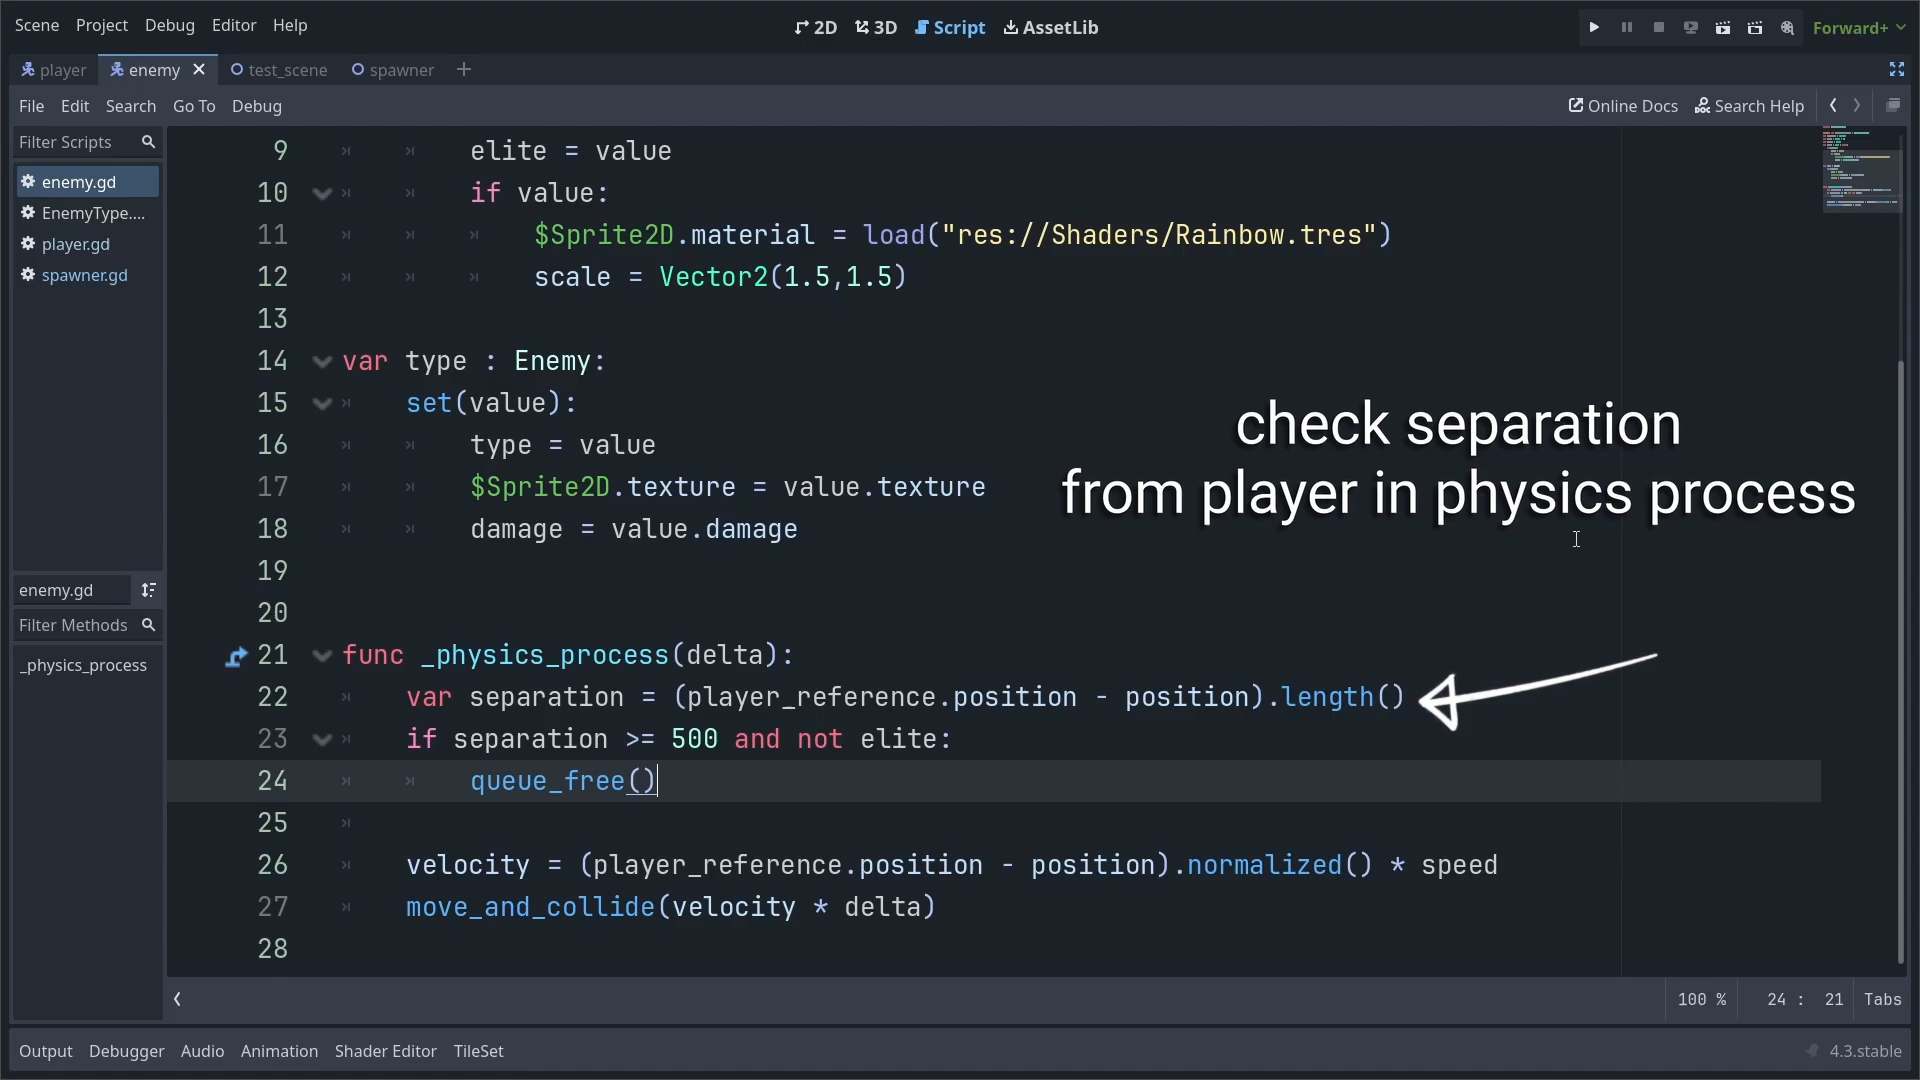 Scene Project Debug Editor Help
2D 3D Script AssetLib
Forward+
player enemy test_scene spawner
File Edit Search Go To Debug
Online Docs Search Help
Filter Scripts
enemy.gd
EnemyType....
player.gd
spawner.gd
enemy.gd
Filter Methods
_physics_process
9 elite = value
10 if value:
11 $Sprite2D.material = load("res://Shaders/Rainbow.tres")
12 scale = Vector2(1.5,1.5)
13
14 var type : Enemy:
15 set(value):
16 type = value
17 $Sprite2D.texture = value.texture
18 damage = value.damage
19
20
21 func _physics_process(delta):
22 var separation = (player_reference.position - position).length()
23 if separation >= 500 and not elite:
24 queue_free()
25
26 velocity = (player_reference.position - position).normalized() * speed
27 move_and_collide(velocity * delta)
28
check separation
from player in physics process
100 % 24 : 21 Tabs
Output Debugger Audio Animation Shader Editor TileSet
4.3.stable